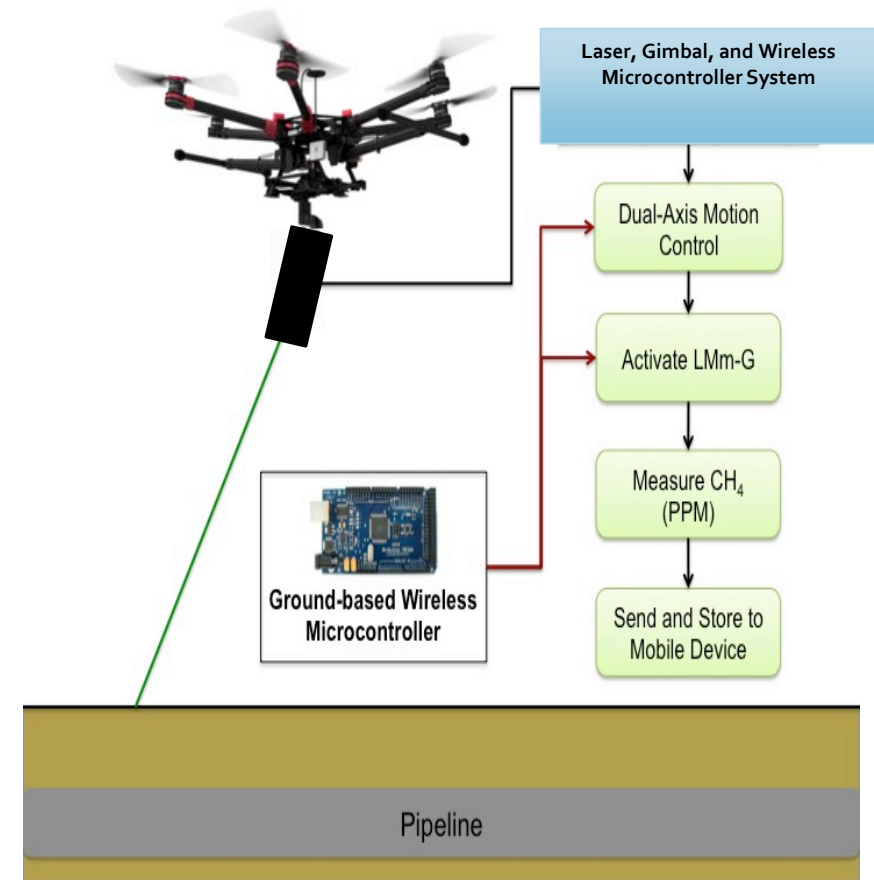 Laser, Gimbal, and Wireless
Microcontroller System
Dual-Axis Motion
Control
Activate LMm-G
Measure CH₄
(PPM)
Send and Store to
Mobile Device
Ground-based Wireless
Microcontroller
Pipeline